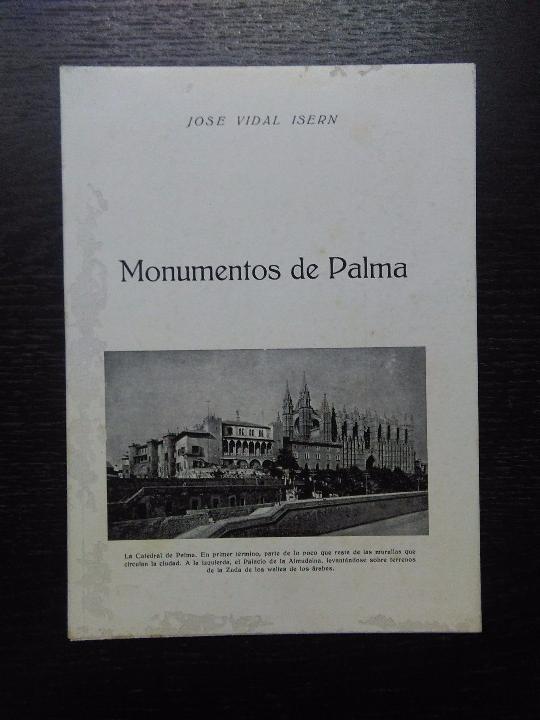 JOSE VIDAL ISERN
Monumentos de Palma
La Catedral de Palma. En primer término, parte de lo poco que resta de las murallas que
circuían la ciudad. A la izquierda, el Palacio de la Almudaina, levantándose sobre terrenos
de la Zuda de los walíes de los árabes.